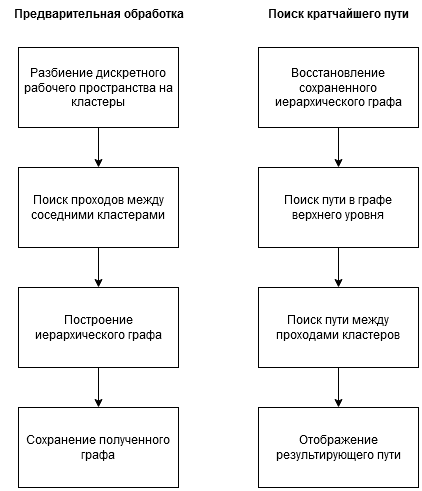 Предварительная обработка
Разбиение дискретного
рабочего пространства на
кластеры
Поиск проходов между
соседними кластерами
Построение
иерархического графа
Сохранение полученного
графа
Поиск кратчайшего пути
Восстановление
сохраненного
иерархического графа
Поиск пути в графе
верхнего уровня
Поиск пути между
проходами кластеров
Отображение
результирующего пути